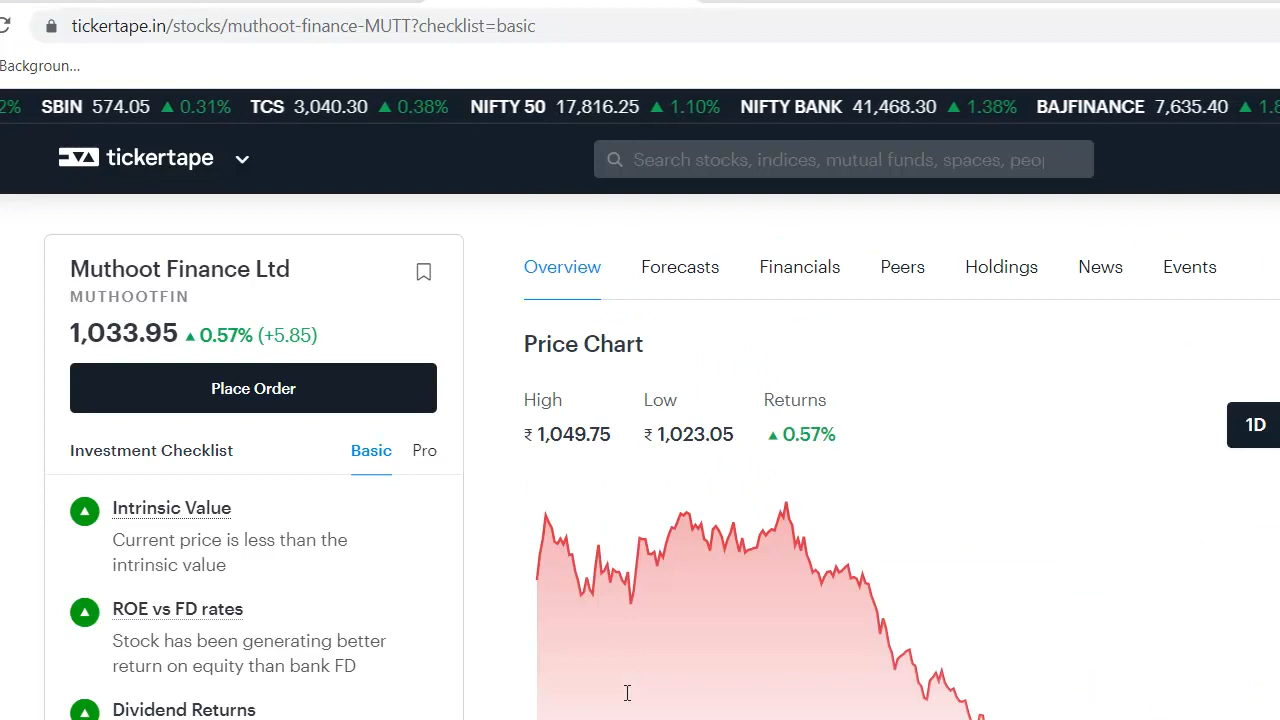 tickertape.in/stocks/muthoot-finance-MUTT?checklist=basic
Backgroun...
2% SBIN 574.05 ▲ 0.31% TCS 3,040.30 ▲ 0.38% NIFTY 50 17,816.25 ▲ 1.10% NIFTY BANK 41,468.30 ▲ 1.38% BAJFINANCE 7,635.40 ▲ 1.8
tickertape
Search stocks, indices, mutual funds, spaces, peop
Muthoot Finance Ltd
MUTHOOTFIN
1,033.95 ▲ 0.57% (+5.85)
Place Order
Investment Checklist Basic Pro
Intrinsic Value
Current price is less than the
intrinsic value
ROE vs FD rates
Stock has been generating better
return on equity than bank FD
Dividend Returns
Overview Forecasts Financials Peers Holdings News Events
Price Chart
High Low Returns
₹ 1,049.75 ₹ 1,023.05 ▲ 0.57%
1D